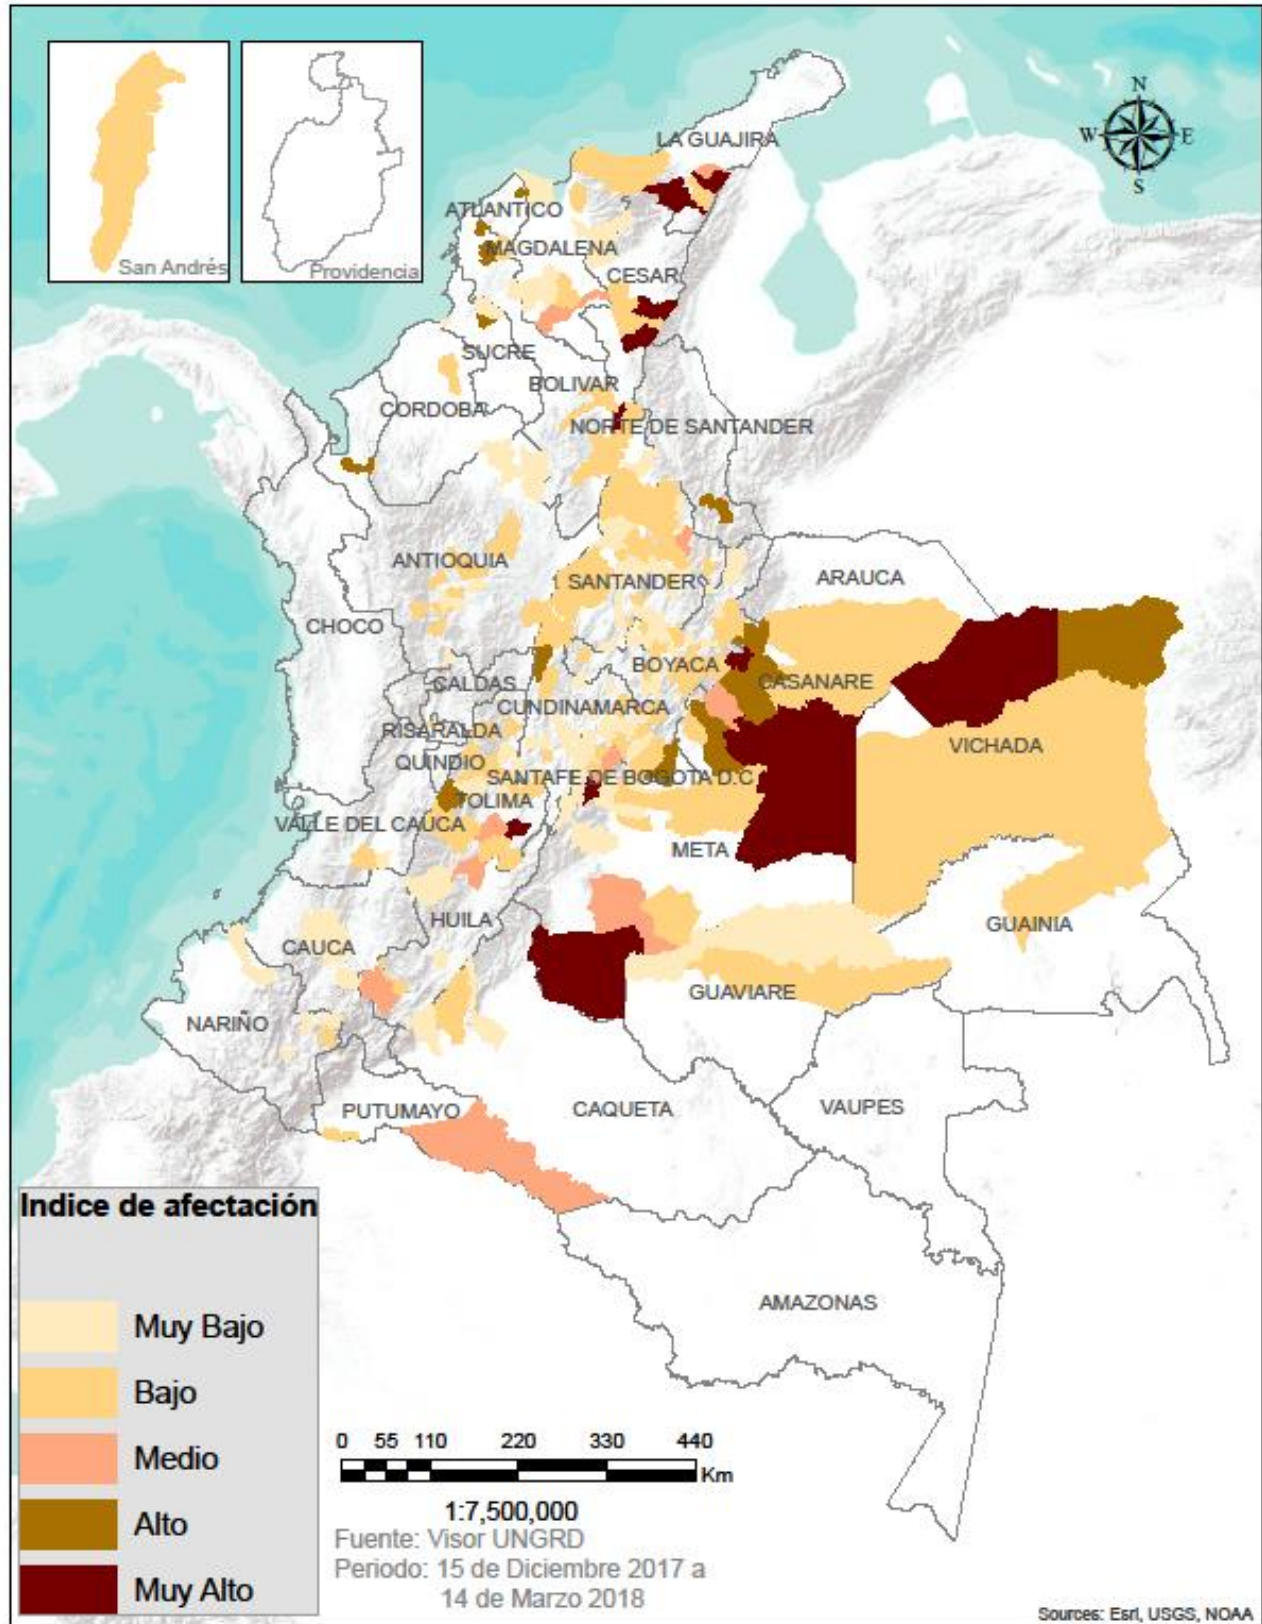 N
W
E
S
San Andrés
Providencia
LA GUAJIRA
ATLANTICO
MAGDALENA
CESAR
SUCRE
BOLIVAR
CORDOBA
NORTE DE SANTANDER
ANTIOQUIA
SANTANDER
ARAUCA
CHOCO
BOYACA
CALDAS
CASANARE
CUNDINAMARCA
RISARALDA
VICHADA
QUINDIO
SANTAFE DE BOGOTA D.C
TOLIMA
VALLE DEL CAUCA
META
HUILA
GUAINIA
CAUCA
GUAVIARE
NARIÑO
PUTUMAYO
CAQUETA
VAUPES
AMAZONAS
Indice de afectación
Muy Bajo
Bajo
Medio
Alto
Muy Alto
0 55 110 220 330 440
Km
1:7,500,000
Fuente: Visor UNGRD
Periodo: 15 de Diciembre 2017 a
14 de Marzo 2018
Sources: Esri, USGS, NOAA